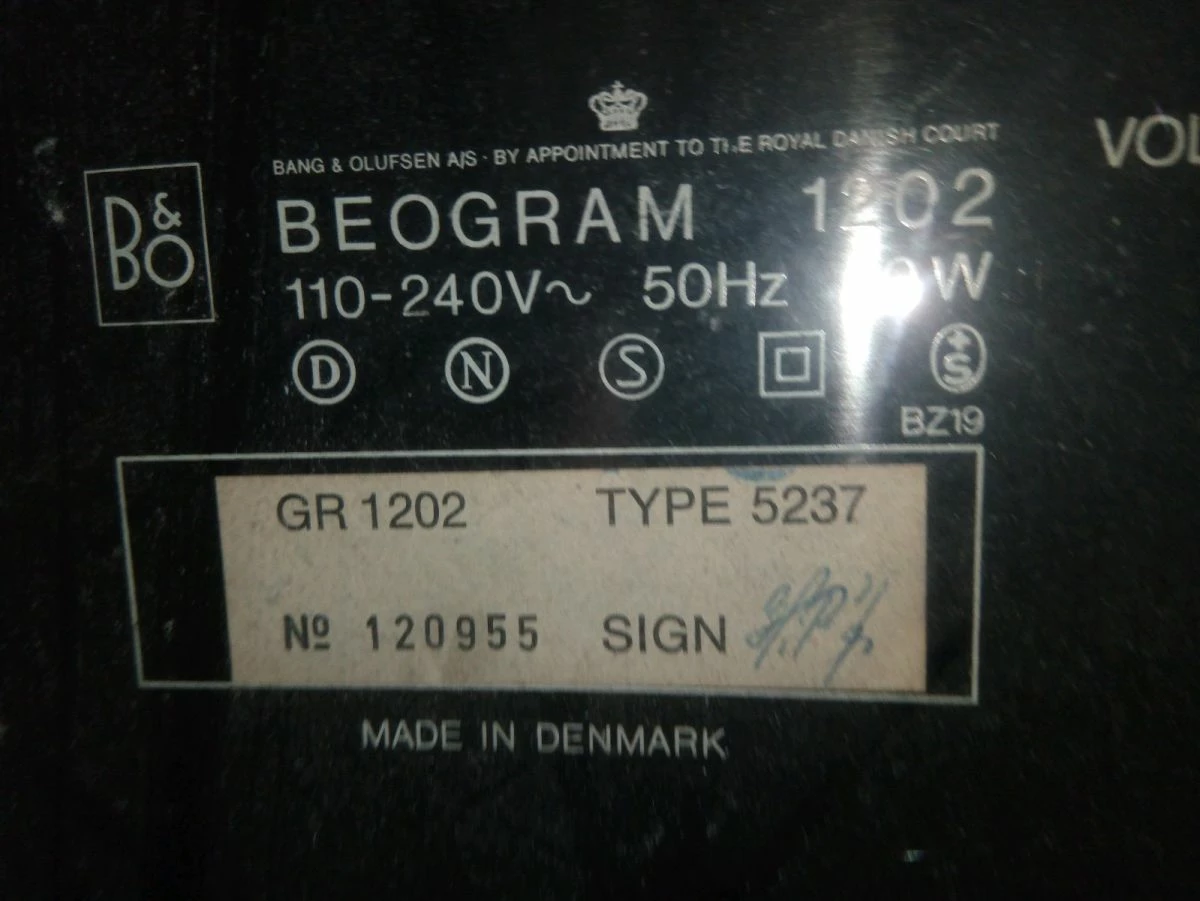 BANG & OLUFSEN A/S · BY APPOINTMENT TO THE ROYAL DANISH COURT
B&O
BEOGRAM 1202
110-240V~ 50Hz W
D N S S
BZ19
GR 1202 TYPE 5237
Nº 120955 SIGN
MADE IN DENMARK